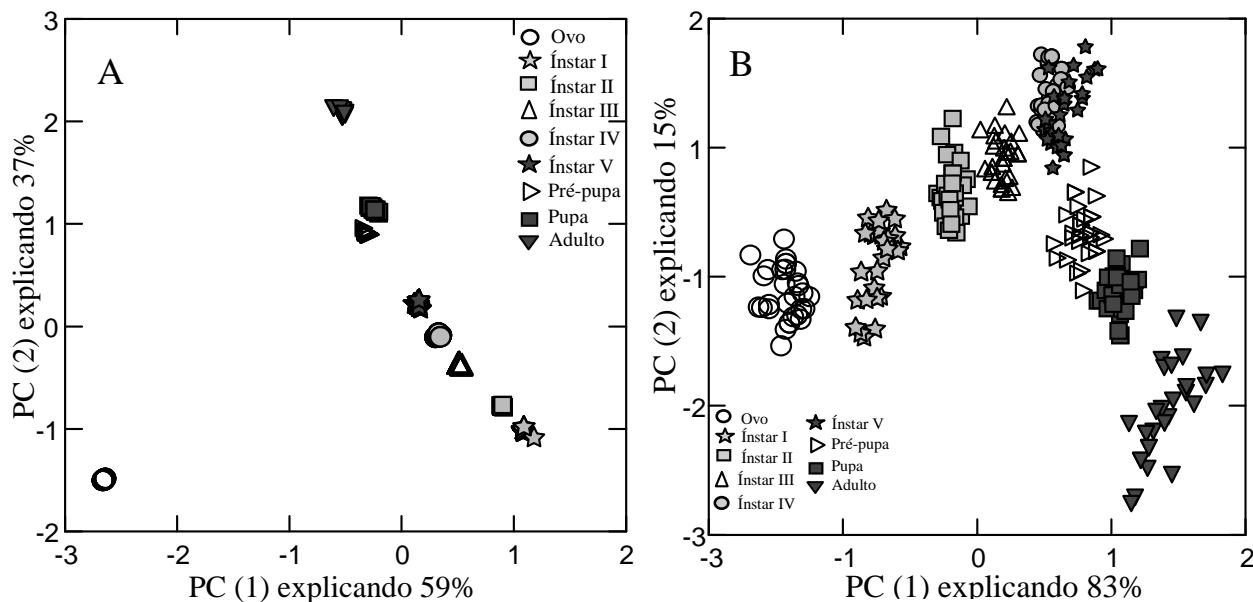 A
3
2
1
0
-1
-2
-3
-2
-1
0
1
2
PC (2) explicando 37%
PC (1) explicando 59%
Ovo
Ínstar I
Ínstar II
Ínstar III
Ínstar IV
Ínstar V
Pré-pupa
Pupa
Adulto
B
2
1
-1
-2
-3
-3
-1
0
1
2
PC (2) explicando 15%
PC (1) explicando 83%
Ovo
Ínstar I
Ínstar II
Ínstar III
Ínstar IV
Ínstar V
Pré-pupa
Pupa
Adulto